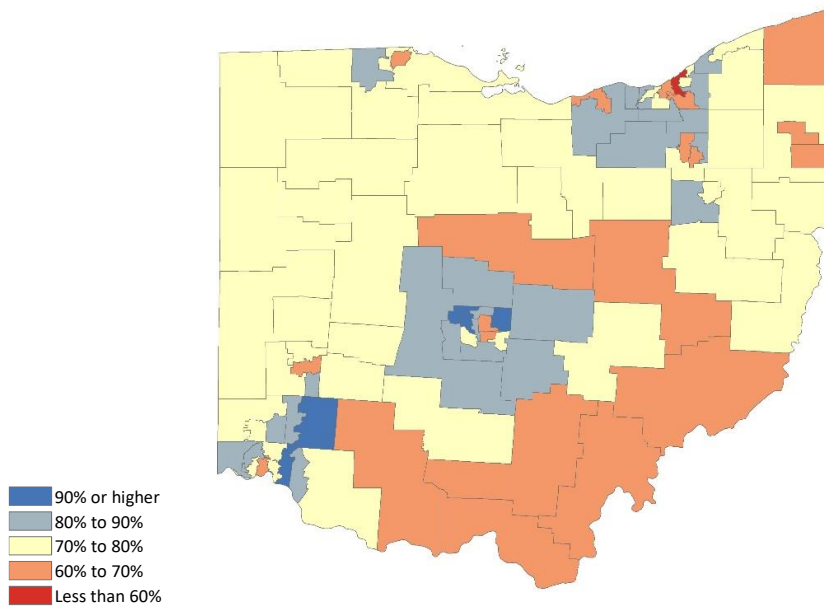 90% or higher
80% to 90%
70% to 80%
60% to 70%
Less than 60%